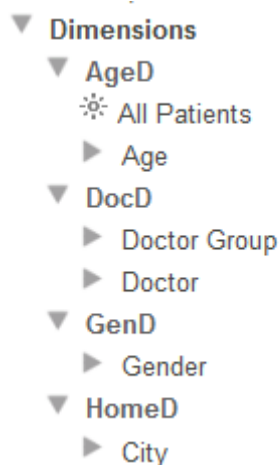 Dimensions
AgeD
All Patients
Age
DocD
Doctor Group
Doctor
GenD
Gender
HomeD
City